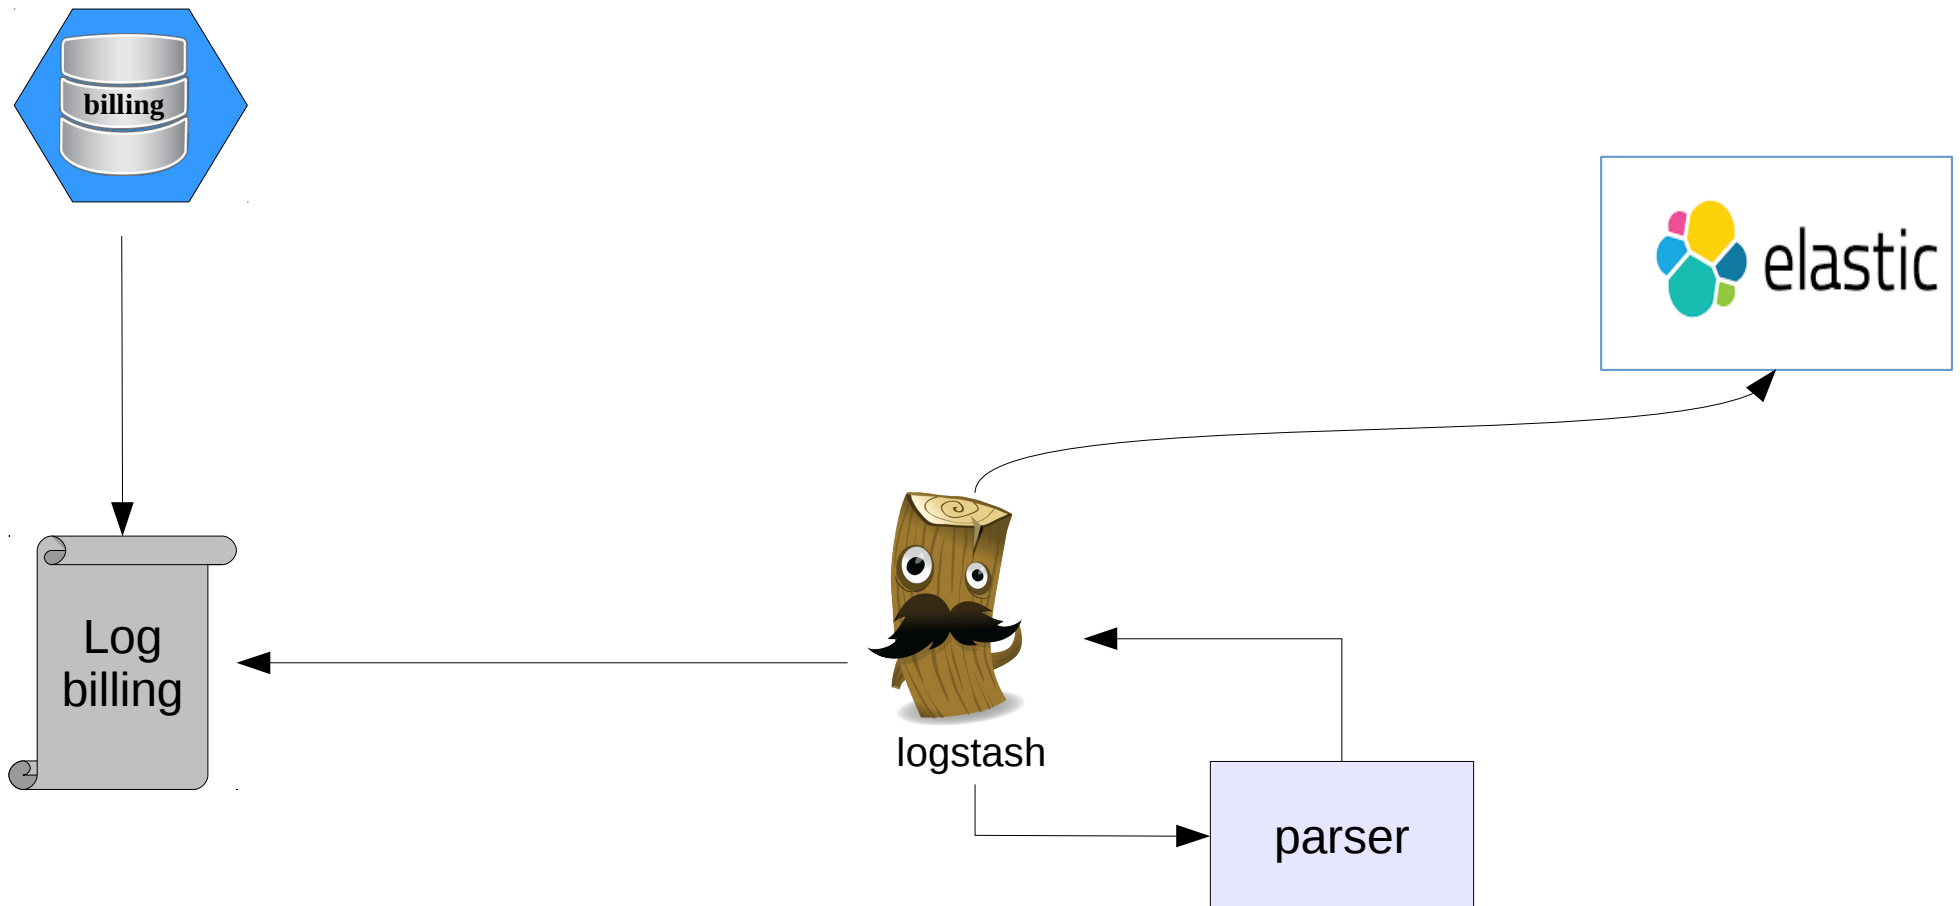 billing
elastic
Log
billing
logstash
parser